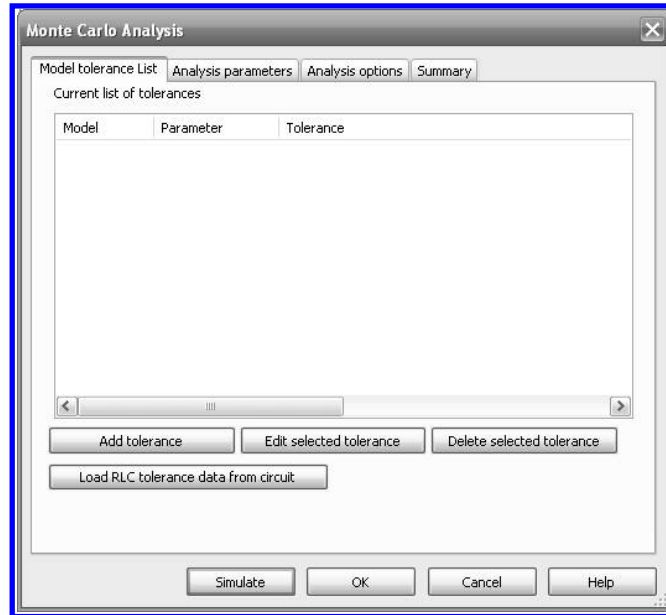 Monte Carlo Analysis
Model tolerance List Analysis parameters Analysis options Summary
Current list of tolerances
Model Parameter Tolerance
Add tolerance Edit selected tolerance Delete selected tolerance
Load RLC tolerance data from circuit
Simulate OK Cancel Help